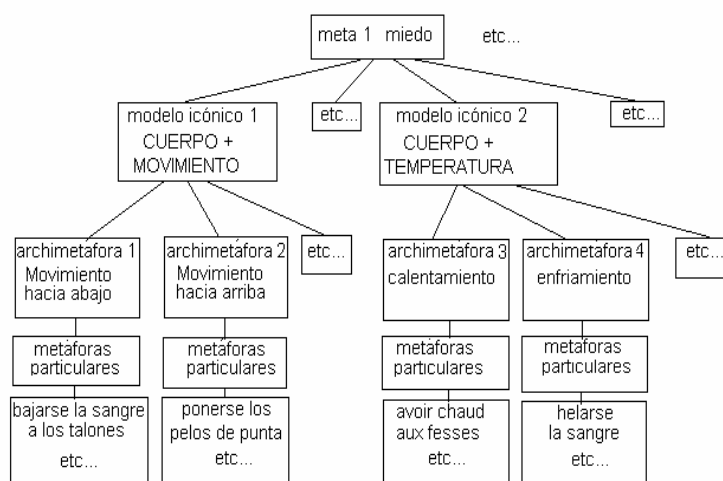 meta 1 miedo
etc...
modelo icónico 1
CUERPO +
MOVIMIENTO
etc...
modelo icónico 2
CUERPO +
TEMPERATURA
etc...
archimetáfora 1
Movimiento
hacia abajo
archimetáfora 2
Movimiento
hacia arriba
etc...
archimetáfora 3
calentamiento
archimetáfora 4
enfriamiento
etc...
metáforas
particulares
metáforas
particulares
metáforas
particulares
metáforas
particulares
bajarse la sangre
a los talones
etc...
ponerse los
pelos de punta
etc...
avoir chaud
aux fesses
etc...
helarse
la sangre
etc...